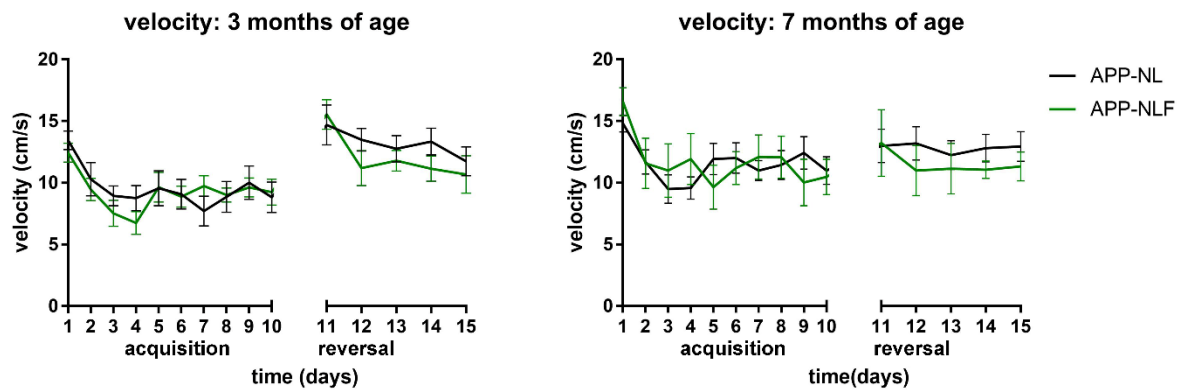 velocity: 3 months of age
velocity (cm/s)
20
15
10
5
0
1 2 3 4 5 6 7 8 9 10 11 12 13 14 15
acquisition reversal
time (days)
velocity: 7 months of age
velocity (cm/s)
20
15
10
5
0
1 2 3 4 5 6 7 8 9 10 11 12 13 14 15
acquisition reversal
time(days)
APP-NL
APP-NLF